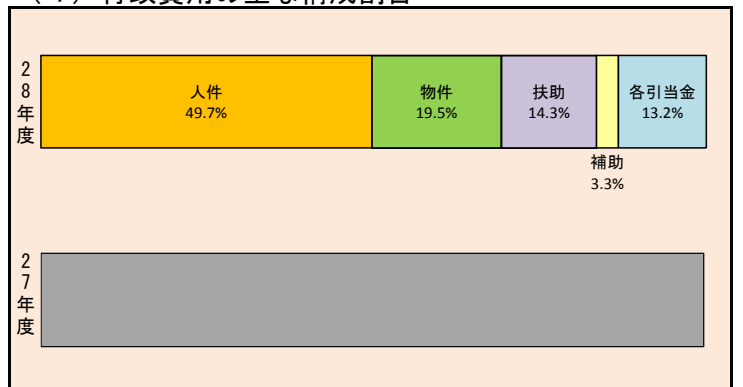 28年度
人件
49.7%
物件
19.5%
扶助
14.3%
補助
3.3%
各引当金
13.2%
27年度